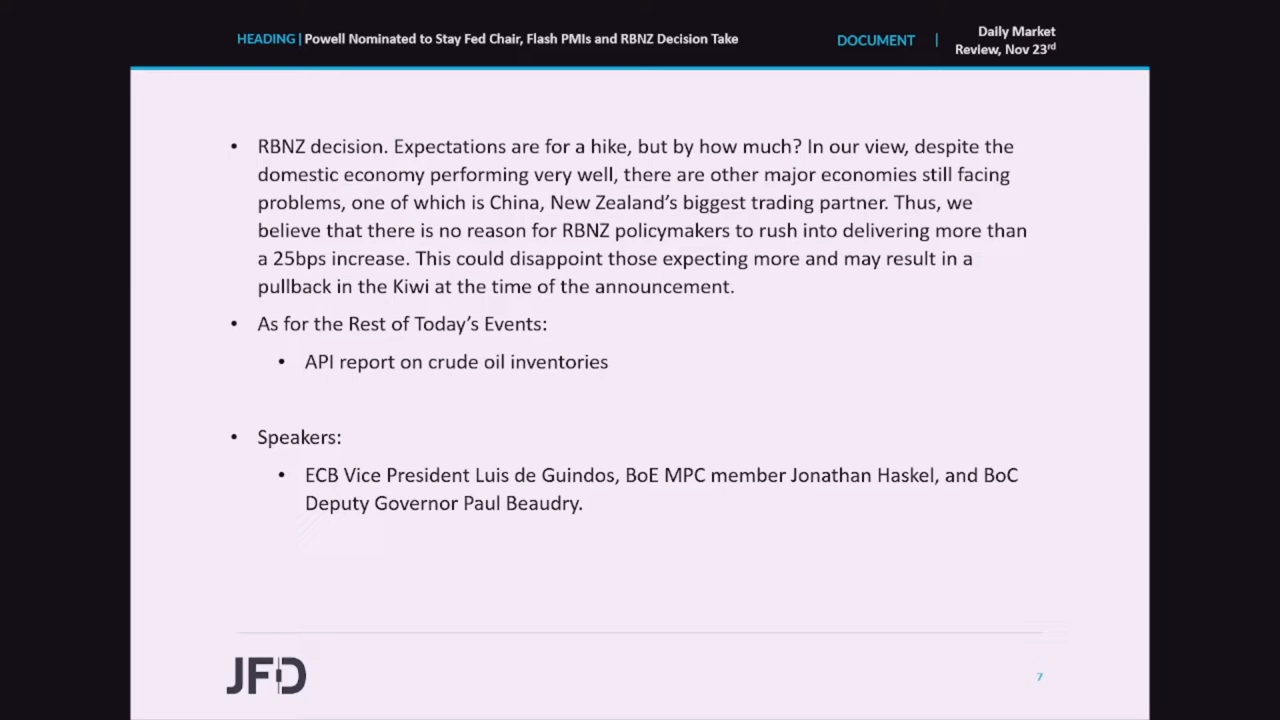 HEADING | Powell Nominated to Stay Fed Chair, Flash PMIs and RBNZ Decision Take
DOCUMENT | Daily Market
Review, Nov 23rd
• RBNZ decision. Expectations are for a hike, but by how much? In our view, despite the
domestic economy performing very well, there are other major economies still facing
problems, one of which is China, New Zealand's biggest trading partner. Thus, we
believe that there is no reason for RBNZ policymakers to rush into delivering more than
a 25bps increase. This could disappoint those expecting more and may result in a
pullback in the Kiwi at the time of the announcement.
• As for the Rest of Today's Events:
• API report on crude oil inventories
• Speakers:
• ECB Vice President Luis de Guindos, BoE MPC member Jonathan Haskel, and BoC
Deputy Governor Paul Beaudry.
JFD
7